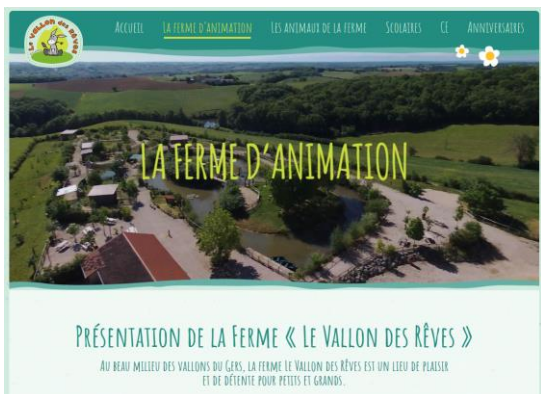 Le Vallon des Rêves
Accueil La ferme d'animation Les animaux de la ferme Scolaires CE Anniversaires
La ferme d'animation
Présentation de la Ferme « Le Vallon des Rêves »
Au beau milieu des vallons du Gers, la ferme Le Vallon des Rêves est un lieu de plaisir
et de détente pour petits et grands.